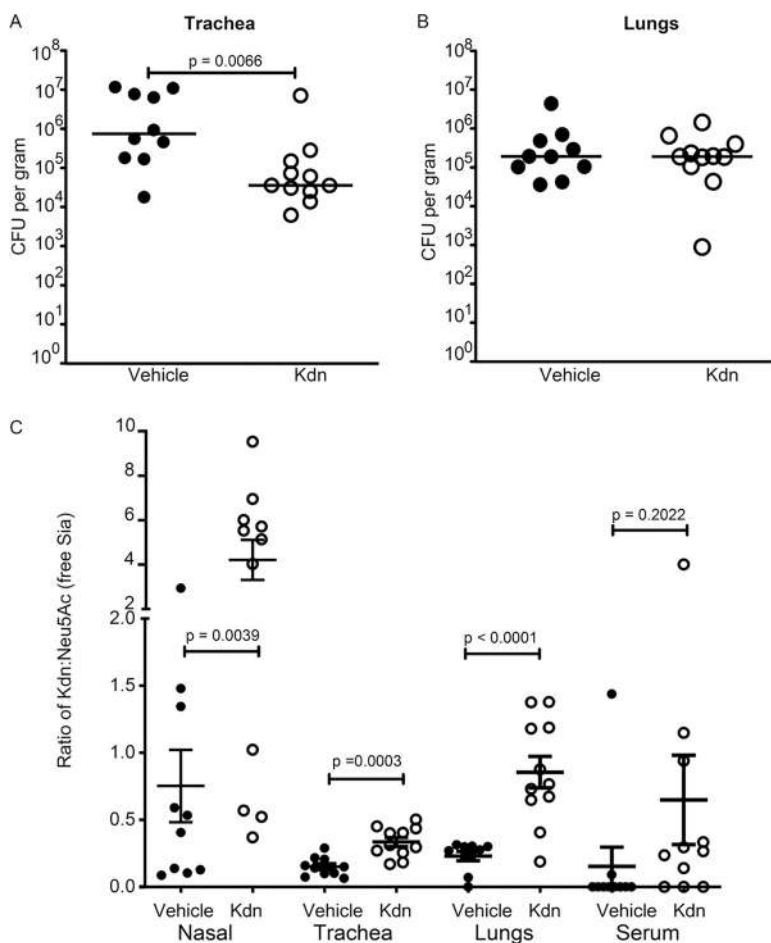 A
Trachea
p = 0.0066
CFU per gram
10^8
10^7
10^6
10^5
10^4
10^3
10^2
10^1
10^0
Vehicle Kdn
B
Lungs
CFU per gram
10^8
10^7
10^6
10^5
10^4
10^3
10^2
10^1
10^0
Vehicle Kdn
C
Ratio of Kdn:Neu5Ac (free Sia)
10
8
6
4
2
2.0
1.5
1.0
0.5
0.0
p = 0.0039
p =0.0003
p < 0.0001
p = 0.2022
Vehicle Kdn Vehicle Kdn Vehicle Kdn Vehicle Kdn
Nasal Trachea Lungs Serum